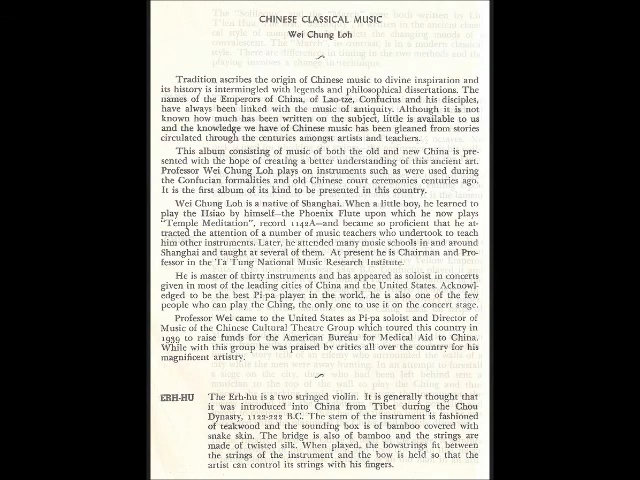 CHINESE CLASSICAL MUSIC
Wei Chung Loh
Tradition ascribes the origin of Chinese music to divine inspiration and
its history is intermingled with legends and philosophical dissertations. The
names of the Emperors of China, of Lao-tze, Confucius and his disciples,
have always been linked with the music of antiquity. Although it is not
known how much has been written on the subject, little is available to us
and the knowledge we have of Chinese music has been gleaned from stories
circulated through the centuries amongst artists and teachers.
This album consisting of music of both the old and new China is pre-
sented with the hope of creating a better understanding of this ancient art.
Professor Wei Chung Loh plays on instruments such as were used during
the Confucian formalities and old Chinese court ceremonies centuries ago.
It is the first album of its kind to be presented in this country.
Wei Chung Loh is a native of Shanghai. When a little boy, he learned to
play the Hsiao by himself—the Phoenix Flute upon which he now plays
"Temple Meditation", record 1142A—and became so proficient that he at-
tracted the attention of a number of music teachers who undertook to teach
him other instruments. Later, he attended many music schools in and around
Shanghai and taught at several of them. At present he is Chairman and Pro-
fessor in the Ta Tung National Music Research Institute.
He is master of thirty instruments and has appeared as soloist in concerts
given in most of the leading cities of China and the United States. Acknowl-
edged to be the best Pi-pa player in the world, he is also one of the few
people who can play the Ching, the only one to use it on the concert stage.
Professor Wei came to the United States as Pi-pa soloist and Director of
Music of the Chinese Cultural Theatre Group which toured this country in
1939 to raise funds for the American Bureau for Medical Aid to China.
While with this group he was praised by critics all over the country for his
magnificent artistry.
ERH-HU The Erh-hu is a two stringed violin. It is generally thought that
it was introduced into China from Tibet during the Chou
Dynasty, 1122-222 B.C. The stem of the instrument is fashioned
of teakwood and the sounding box is of bamboo covered with
snake skin. The bridge is also of bamboo and the strings are
made of twisted silk. When played, the bowstrings fit between
the strings of the instrument and the bow is held so that the
artist can control its strings with his fingers.